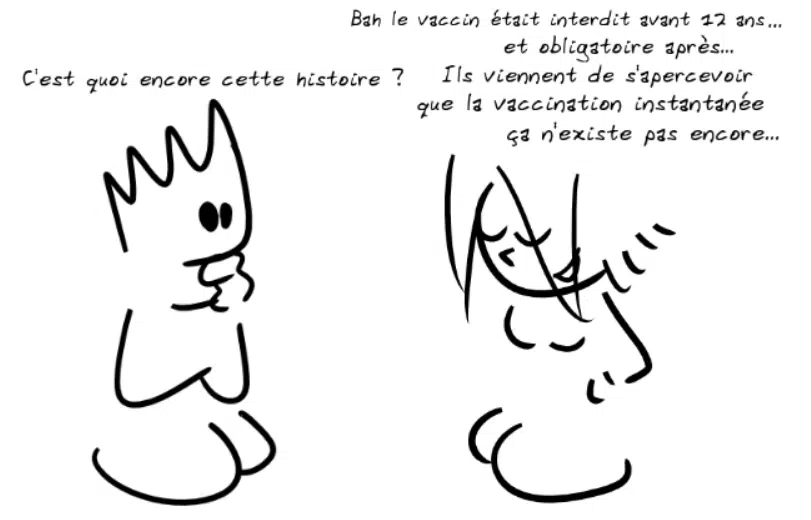 C'est quoi encore cette histoire ?
Bah le vaccin était interdit avant 12 ans...
et obligatoire après...
Ils viennent de s'apercevoir
que la vaccination instantanée
ça n'existe pas encore...